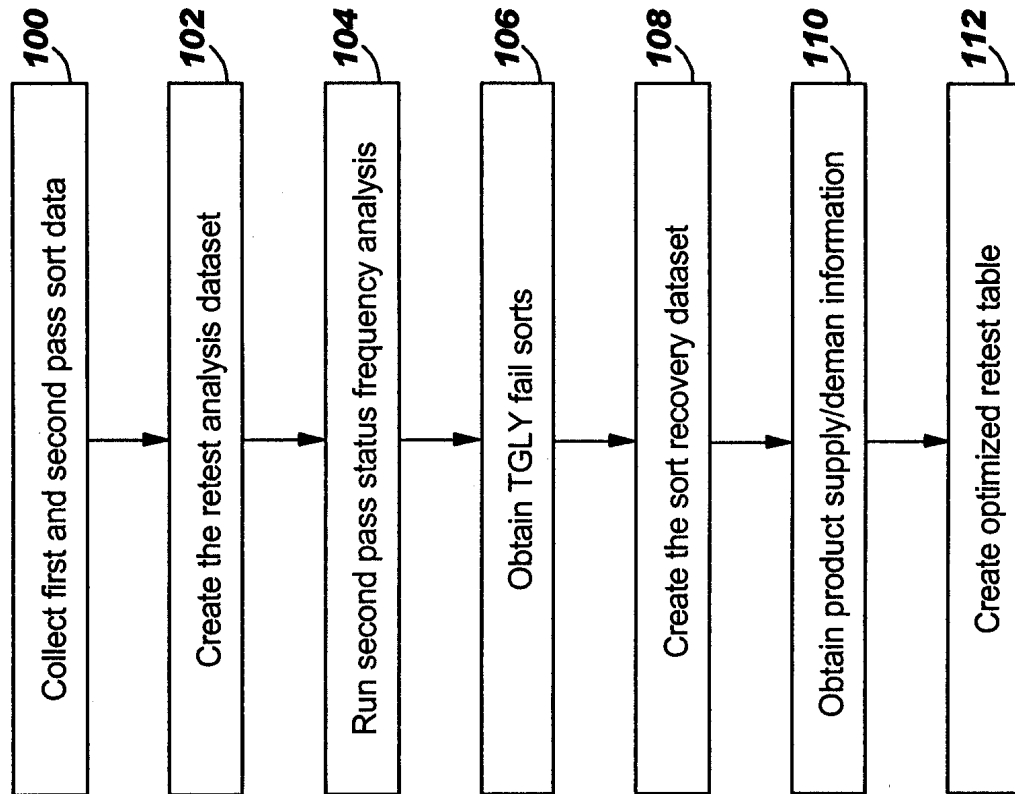 100
Collect first and second pass sort data
102
Create the retest analysis dataset
104
Run second pass status frequency analysis
106
Obtain TGLY fail sorts
108
Create the sort recovery dataset
110
Obtain product supply/deman information
112
Create optimized retest table